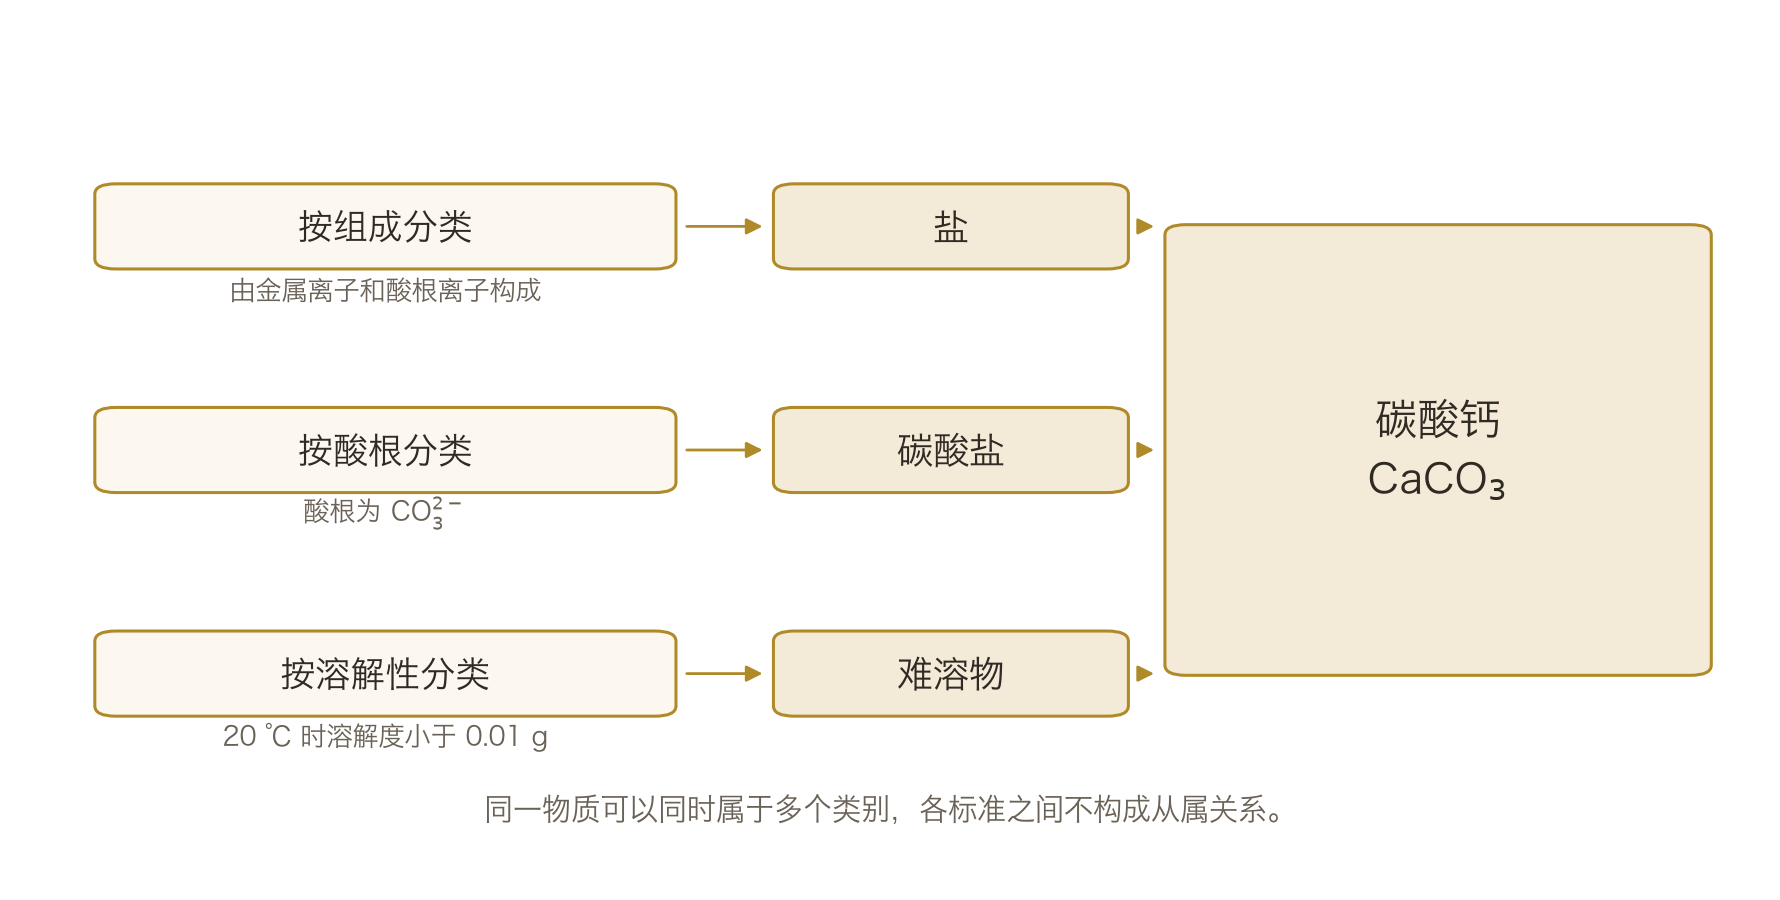 按组成分类
盐
由金属离子和酸根离子构成
按酸根分类
碳酸盐
碳酸钙
CaCO₃
酸根为 CO₃²⁻
按溶解性分类
难溶物
20 ℃ 时溶解度小于 0.01 g
同一物质可以同时属于多个类别，各标准之间不构成从属关系。